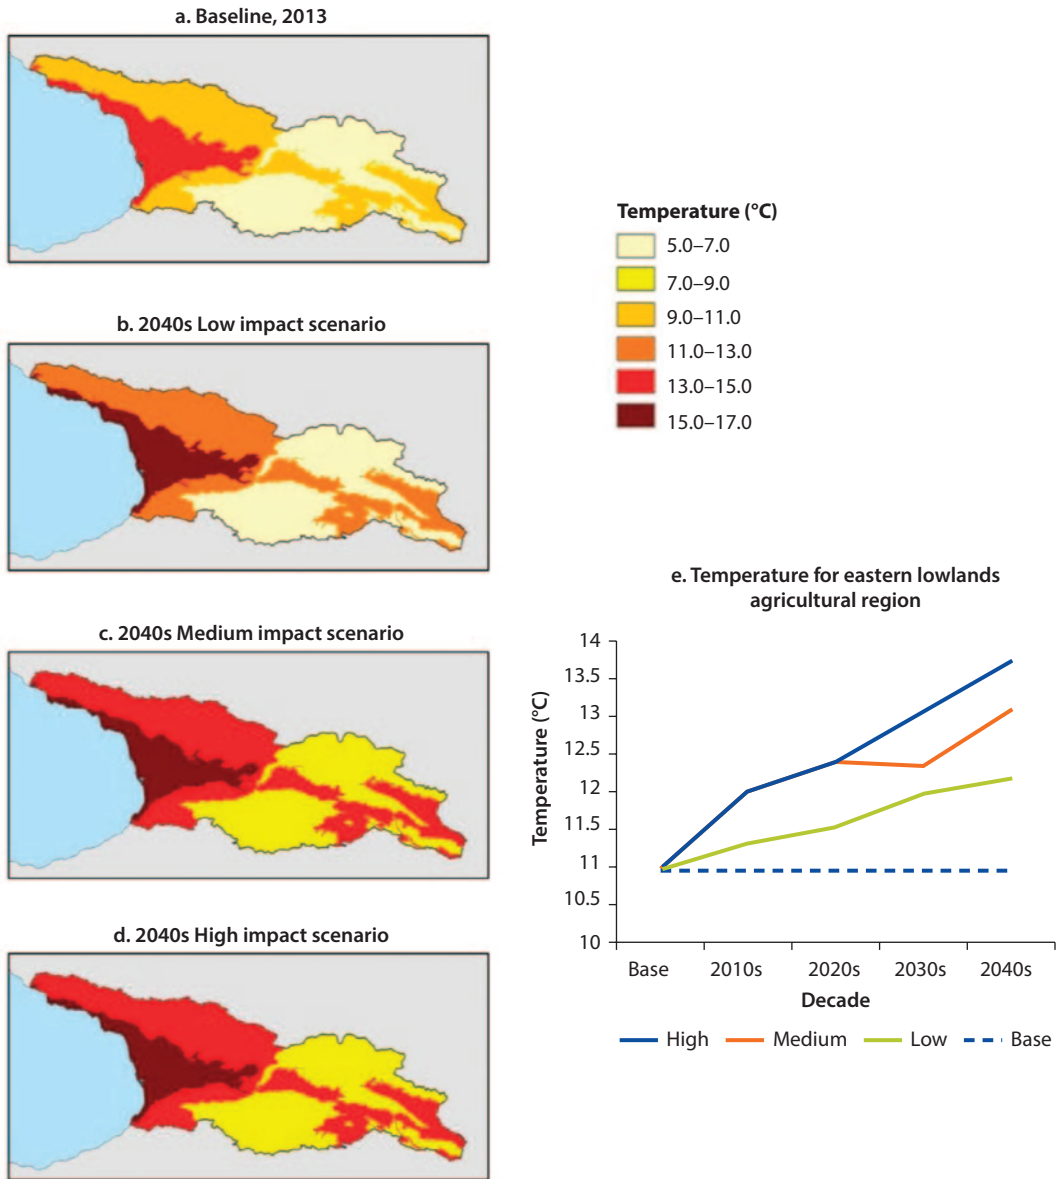 a. Baseline, 2013
b. 2040s Low impact scenario
c. 2040s Medium impact scenario
d. 2040s High impact scenario
Temperature (°C)
5.0–7.0
7.0–9.0
9.0–11.0
11.0–13.0
13.0–15.0
15.0–17.0
e. Temperature for eastern lowlands
agricultural region
Temperature (°C)
14
13.5
13
12.5
12
11.5
11
10.5
10
Base 2010s 2020s 2030s 2040s
Decade
High Medium Low Base